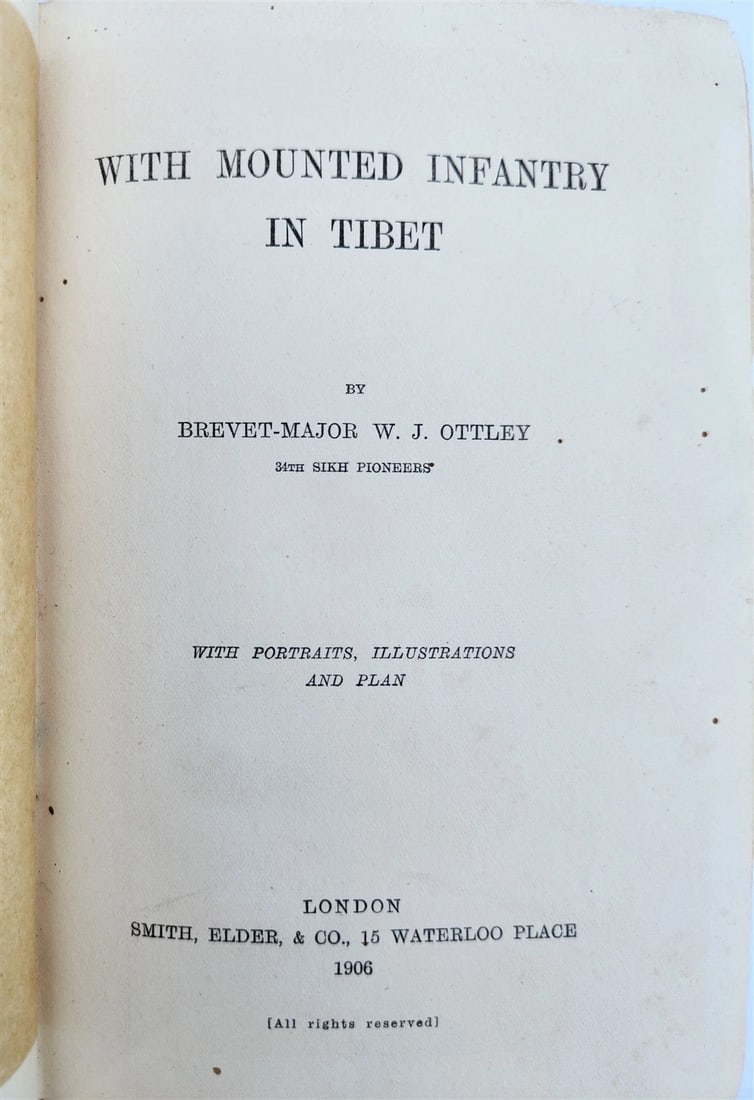 WITH MOUNTED INFANTRY
IN TIBET
BY
BREVET-MAJOR W. J. OTTLEY
34TH SIKH PIONEERS
WITH PORTRAITS, ILLUSTRATIONS
AND PLAN
LONDON
SMITH, ELDER, & CO., 15 WATERLOO PLACE
1906
[All rights reserved]